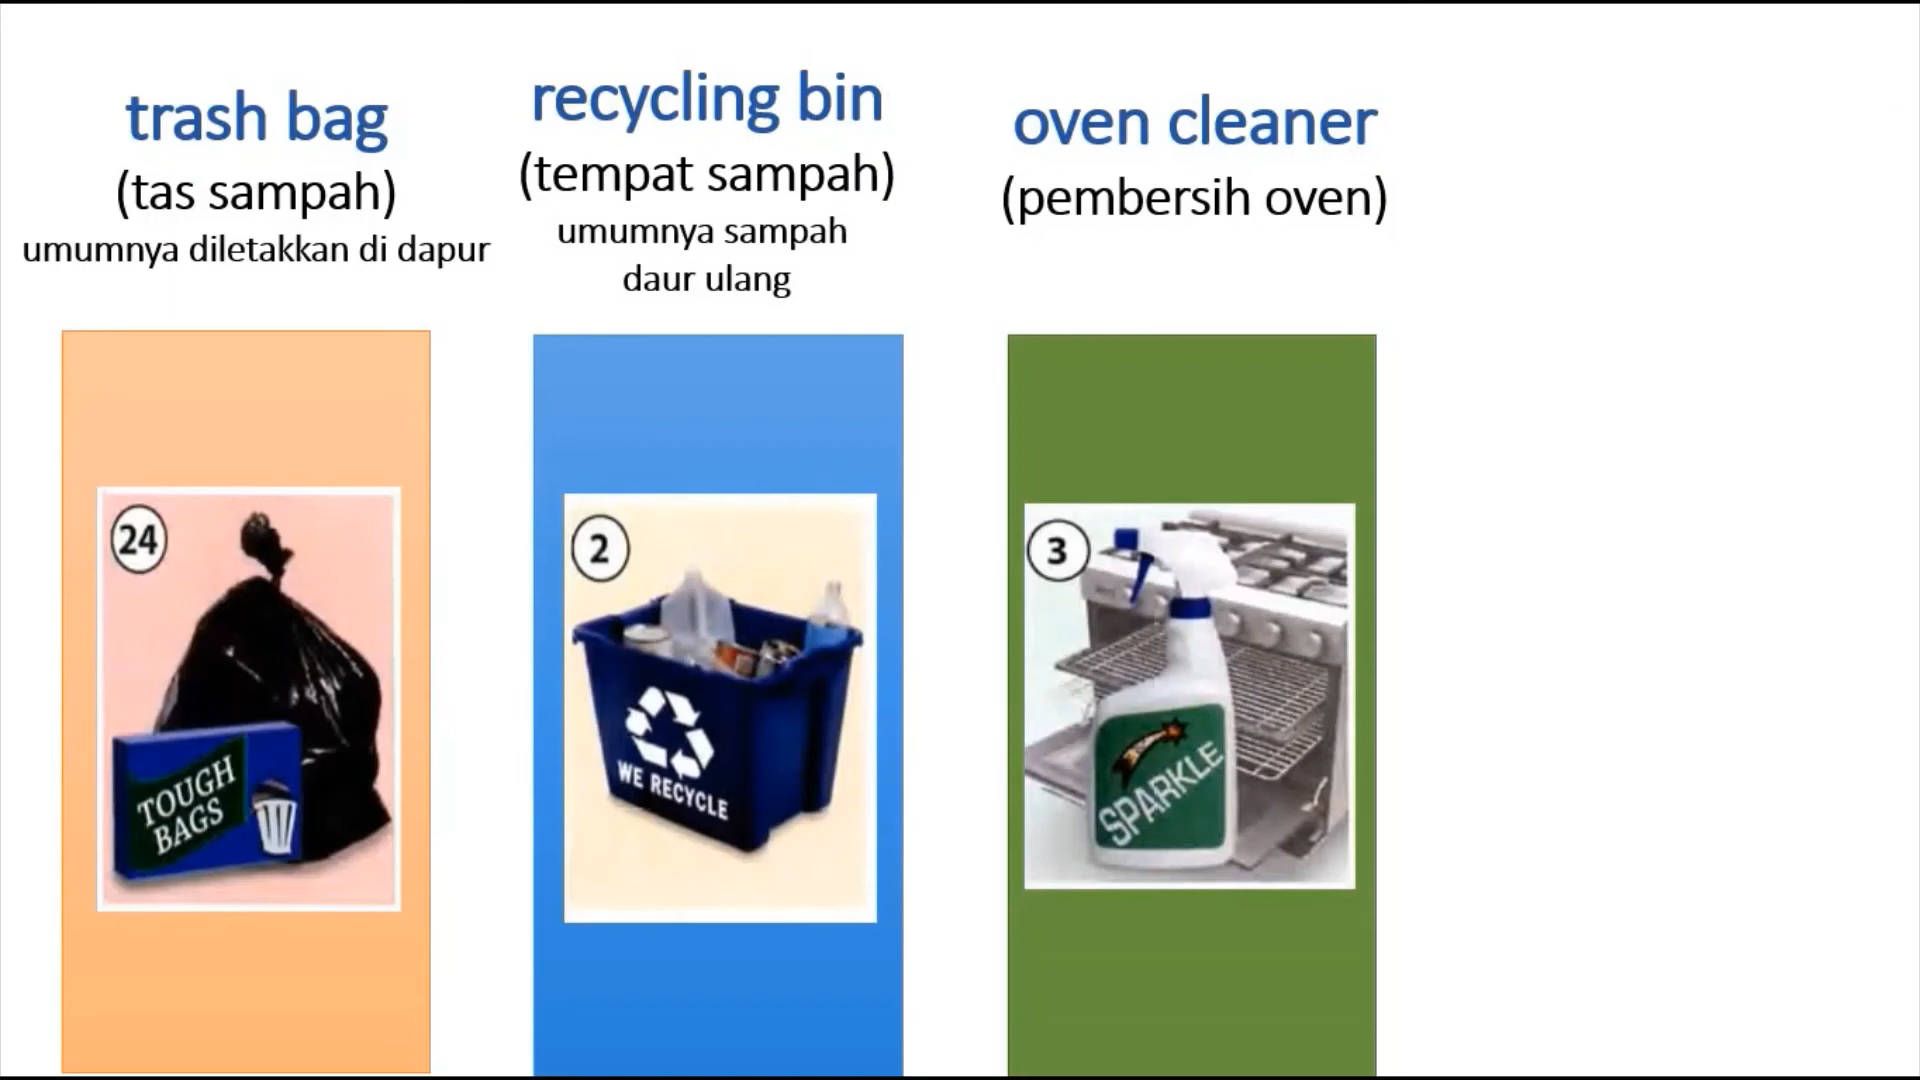 trash bag
(tas sampah)
umumnya diletakkan di dapur
recycling bin
(tempat sampah)
umumnya sampah
daur ulang
oven cleaner
(pembersih oven)
24
TOUGH
BAGS
2
WE RECYCLE
3
SPARKLE